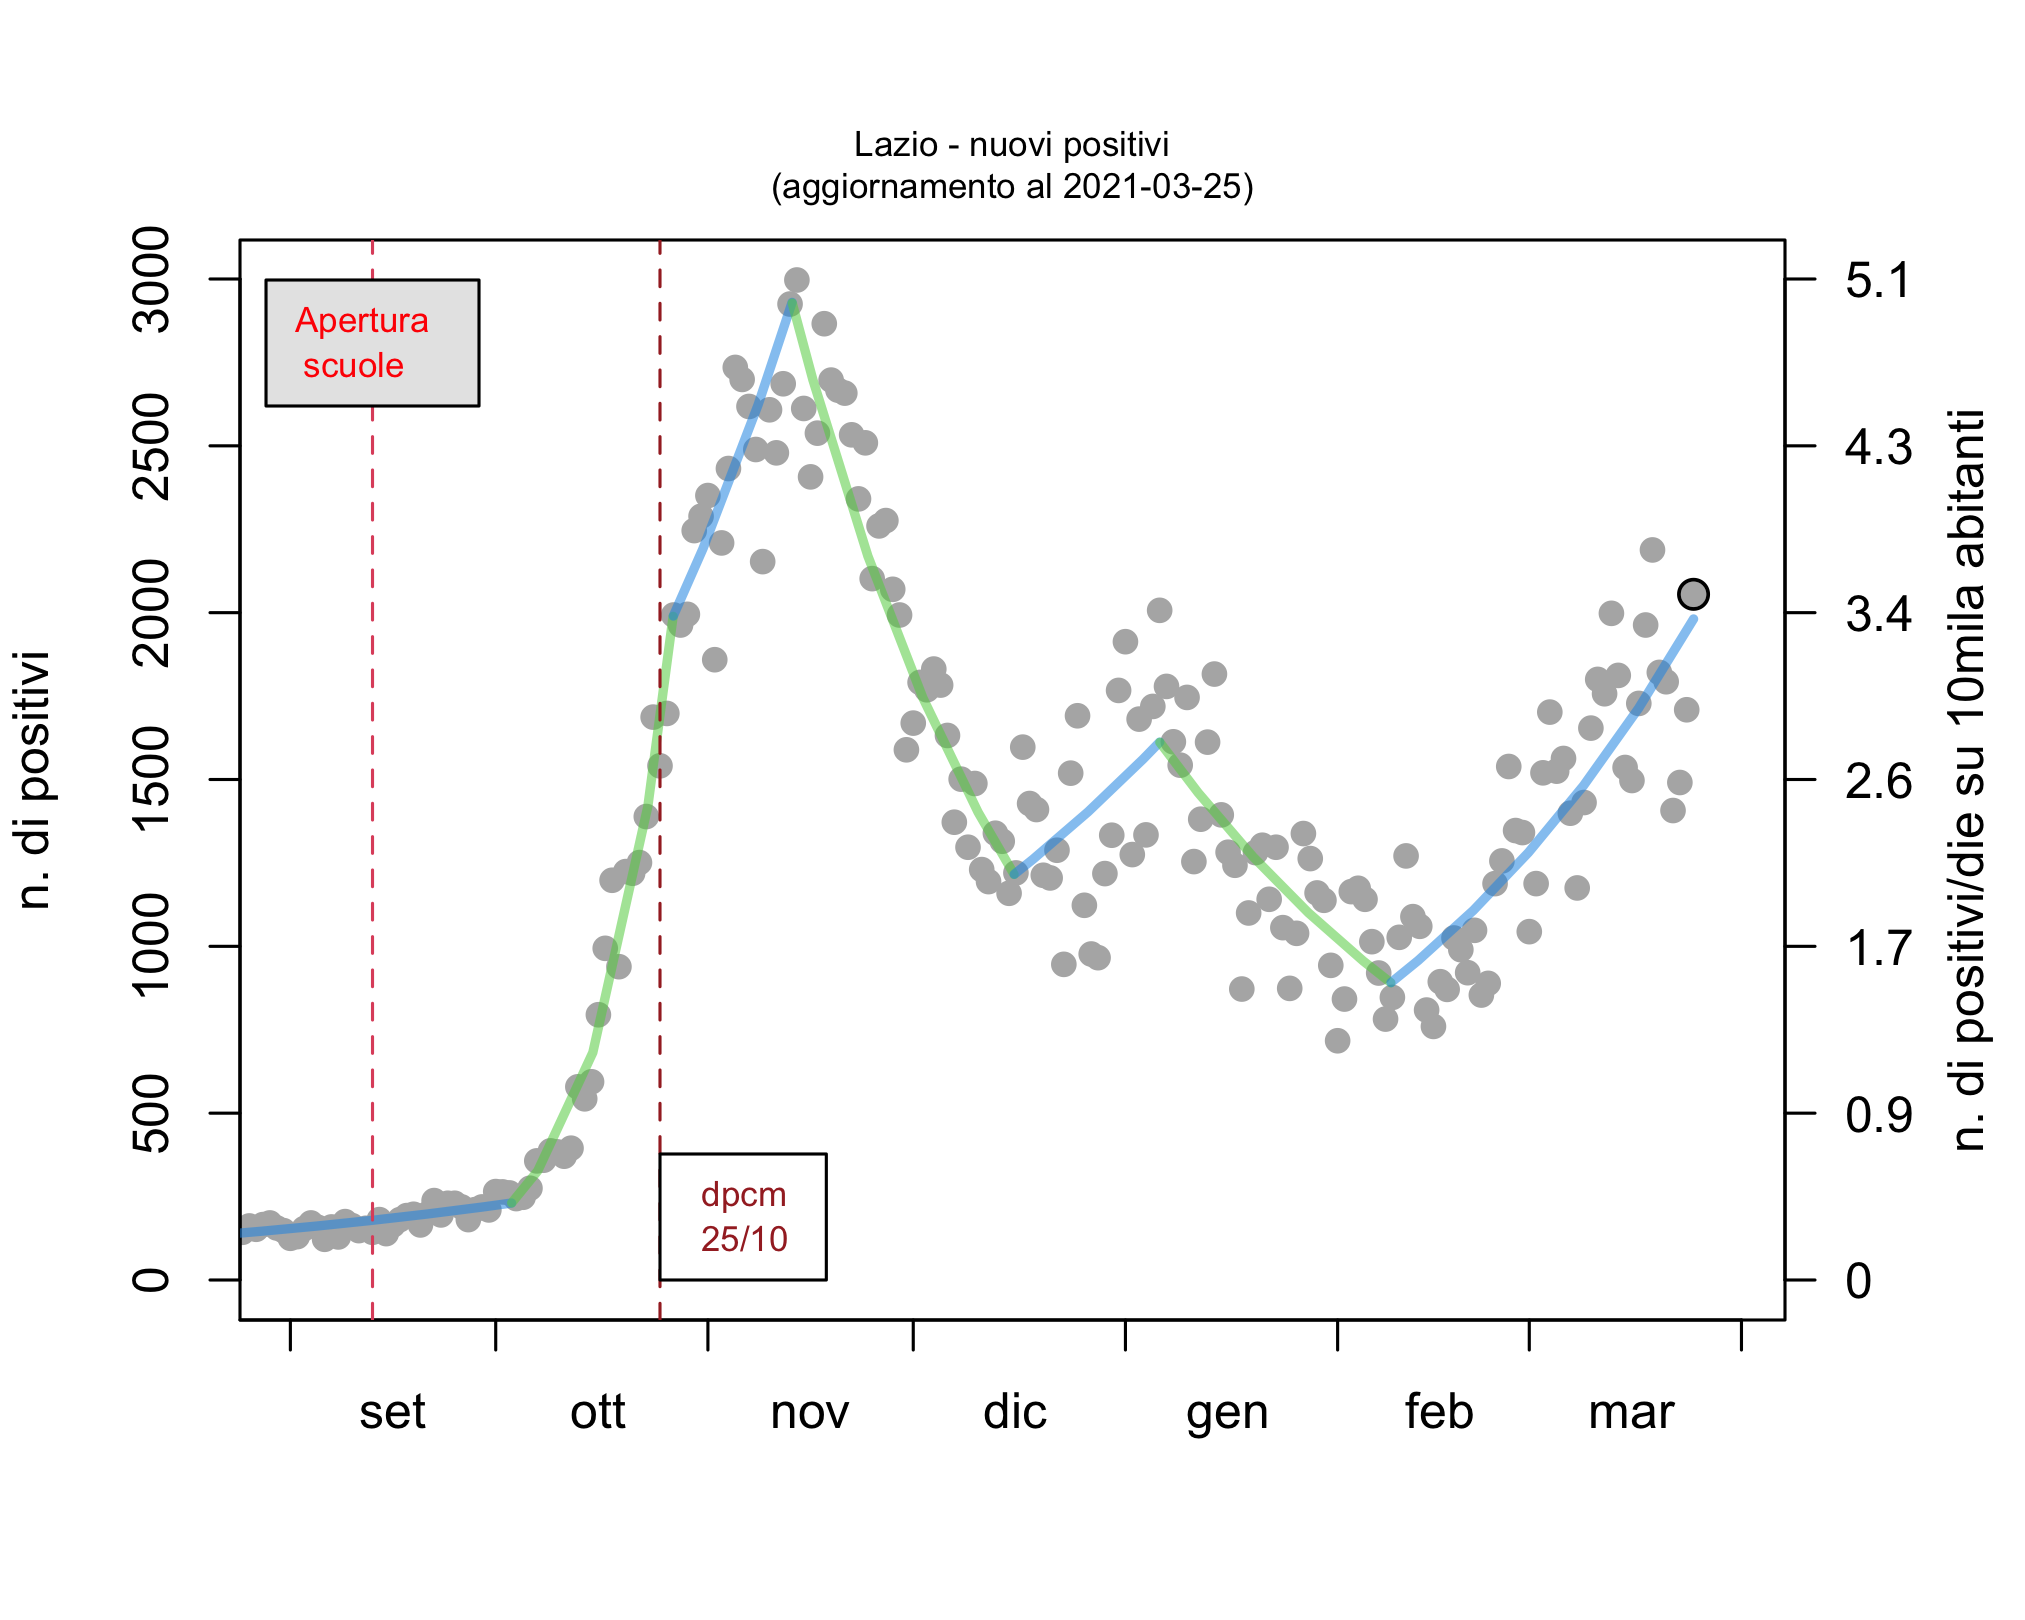 Lazio - nuovi positivi
(aggiornamento al 2021-03-25)
n. di positivi
3000
2500
2000
1500
1000
500
0
Apertura
scuole
dpcm
25/10
5.1
4.3
3.4
2.6
1.7
0.9
0
n. di positivi/die su 10mila abitanti
set ott nov dic gen feb mar